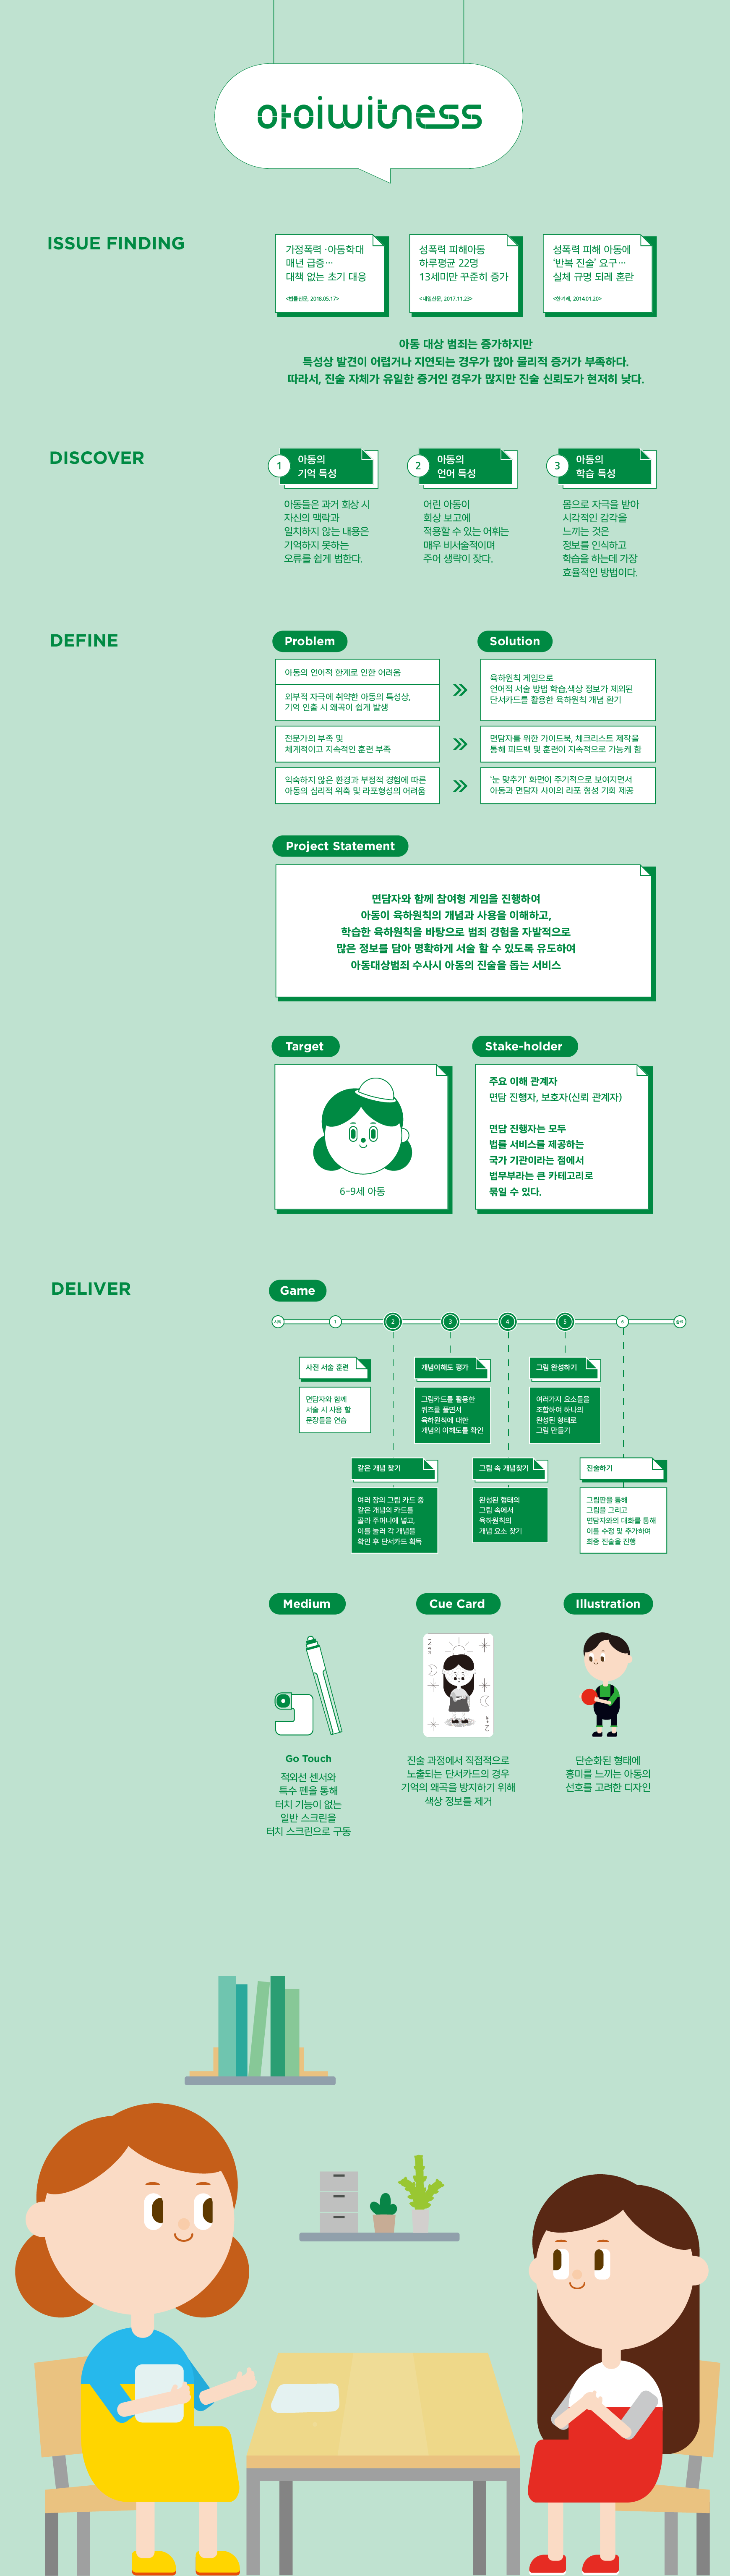 아이witness
ISSUE FINDING
가정폭력 ·아동학대
매년 급증…
대책 없는 초기 대응
<법률신문, 2018.05.17>
성폭력 피해아동
하루평균 22명
13세미만 꾸준히 증가
<내일신문, 2017.11.23>
성폭력 피해 아동에
‘반복 진술’ 요구…
실체 규명 되레 혼란
<한겨레, 2014.01.20>
아동 대상 범죄는 증가하지만
특성상 발견이 어렵거나 지연되는 경우가 많아 물리적 증거가 부족하다.
따라서, 진술 자체가 유일한 증거인 경우가 많지만 진술 신뢰도가 현저히 낮다.
DISCOVER
1
아동의
기억 특성
아동들은 과거 회상 시
자신의 맥락과
일치하지 않는 내용은
기억하지 못하는
오류를 쉽게 범한다.
2
아동의
언어 특성
어린 아동이
회상 보고에
적용할 수 있는 어휘는
매우 비서술적이며
주어 생략이 잦다.
3
아동의
학습 특성
몸으로 자극을 받아
시각적인 감각을
느끼는 것은
정보를 인식하고
학습을 하는데 가장
효율적인 방법이다.
DEFINE
Problem
Solution
아동의 언어적 한계로 인한 어려움
외부적 자극에 취약한 아동의 특성상,
기억 인출 시 왜곡이 쉽게 발생
육하원칙 게임으로
언어적 서술 방법 학습,색상 정보가 제외된
단서카드를 활용한 육하원칙 개념 환기
전문가의 부족 및
체계적이고 지속적인 훈련 부족
면담자를 위한 가이드북, 체크리스트 제작을
통해 피드백 및 훈련이 지속적으로 가능케 함
익숙하지 않은 환경과 부정적 경험에 따른
아동의 심리적 위축 및 라포형성의 어려움
‘눈 맞추기’ 화면이 주기적으로 보여지면서
아동과 면담자 사이의 라포 형성 기회 제공
Project Statement
면담자와 함께 참여형 게임을 진행하여
아동이 육하원칙의 개념과 사용을 이해하고,
학습한 육하원칙을 바탕으로 범죄 경험을 자발적으로
많은 정보를 담아 명확하게 서술 할 수 있도록 유도하여
아동대상범죄 수사시 아동의 진술을 돕는 서비스
Target
Stake-holder
6-9세 아동
주요 이해 관계자
면담 진행자, 보호자(신뢰 관계자)
면담 진행자는 모두
법률 서비스를 제공하는
국가 기관이라는 점에서
법무부라는 큰 카테고리로
묶일 수 있다.
DELIVER
Game
시작
1
2
3
4
5
6
종료
사전 서술 훈련
면담자와 함께
서술 시 사용 할
문장들을 연습
개념이해도 평가
그림카드를 활용한
퀴즈를 풀면서
육하원칙에 대한
개념의 이해도를 확인
그림 완성하기
여러가지 요소들을
조합하여 하나의
완성된 형태로
그림 만들기
같은 개념 찾기
여러 장의 그림 카드 중
같은 개념의 카드를
골라 주머니에 넣고,
이를 눌러 각 개념을
확인 후 단서카드 획득
그림 속 개념찾기
완성된 형태의
그림 속에서
육하원칙의
개념 요소 찾기
진술하기
그림판을 통해
그림을 그리고
면담자와의 대화를 통해
이를 수정 및 추가하여
최종 진술을 진행
Medium
Cue Card
Illustration
2
2
Go Touch
적외선 센서와
특수 펜을 통해
터치 기능이 없는
일반 스크린을
터치 스크린으로 구동
진술 과정에서 직접적으로
노출되는 단서카드의 경우
기억의 왜곡을 방지하기 위해
색상 정보를 제거
단순화된 형태에
흥미를 느끼는 아동의
선호를 고려한 디자인